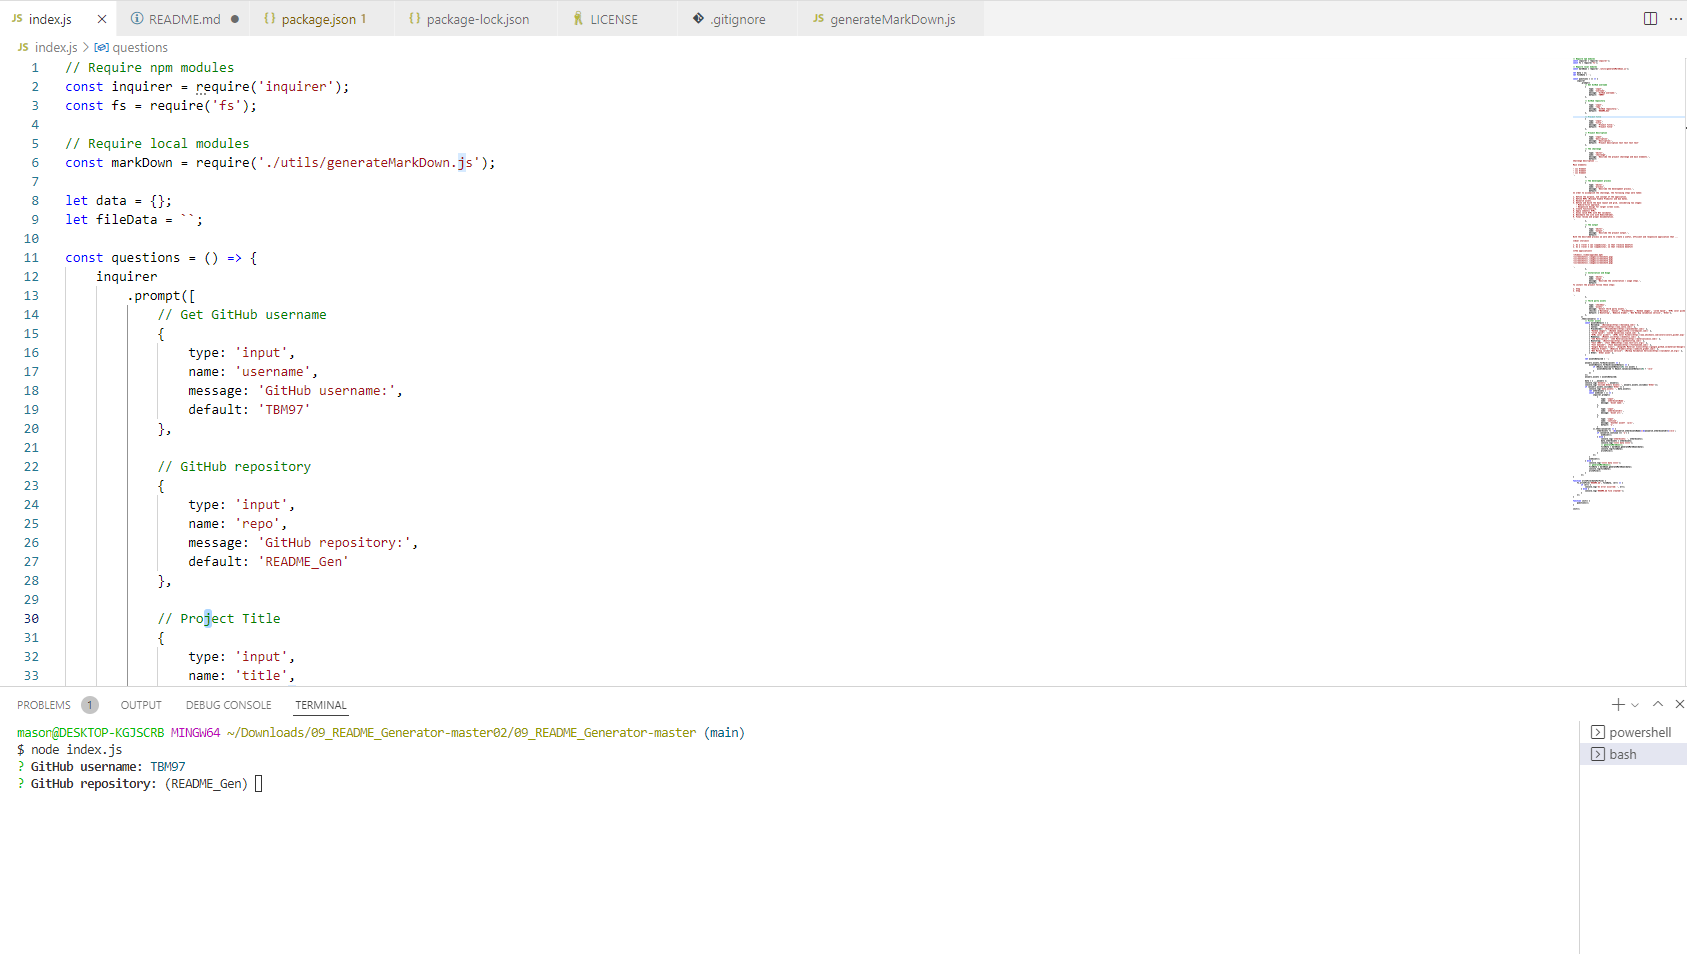 JS index.js × README.md ● {} package.json 1 {} package-lock.json LICENSE .gitignore JS generateMarkDown.js ...
JS index.js > questions
1 // Require npm modules
2 const inquirer = require('inquirer');
3 const fs = require('fs');
4
5 // Require local modules
6 const markDown = require('./utils/generateMarkDown.js');
7
8 let data = {};
9 let fileData = ``;
10
11 const questions = () => {
12 inquirer
13 .prompt([
14 // Get GitHub username
15 {
16 type: 'input',
17 name: 'username',
18 message: 'GitHub username:',
19 default: 'TBM97'
20 },
21
22 // GitHub repository
23 {
24 type: 'input',
25 name: 'repo',
26 message: 'GitHub repository:',
27 default: 'README_Gen'
28 },
29
30 // Project Title
31 {
32 type: 'input',
33 name: 'title',
PROBLEMS 1 OUTPUT DEBUG CONSOLE TERMINAL
mason@DESKTOP-KGJSCRB MINGW64 ~/Downloads/09_README_Generator-master02/09_README_Generator-master (main)
$ node index.js
? GitHub username: TBM97
? GitHub repository: (README_Gen)
powershell
bash